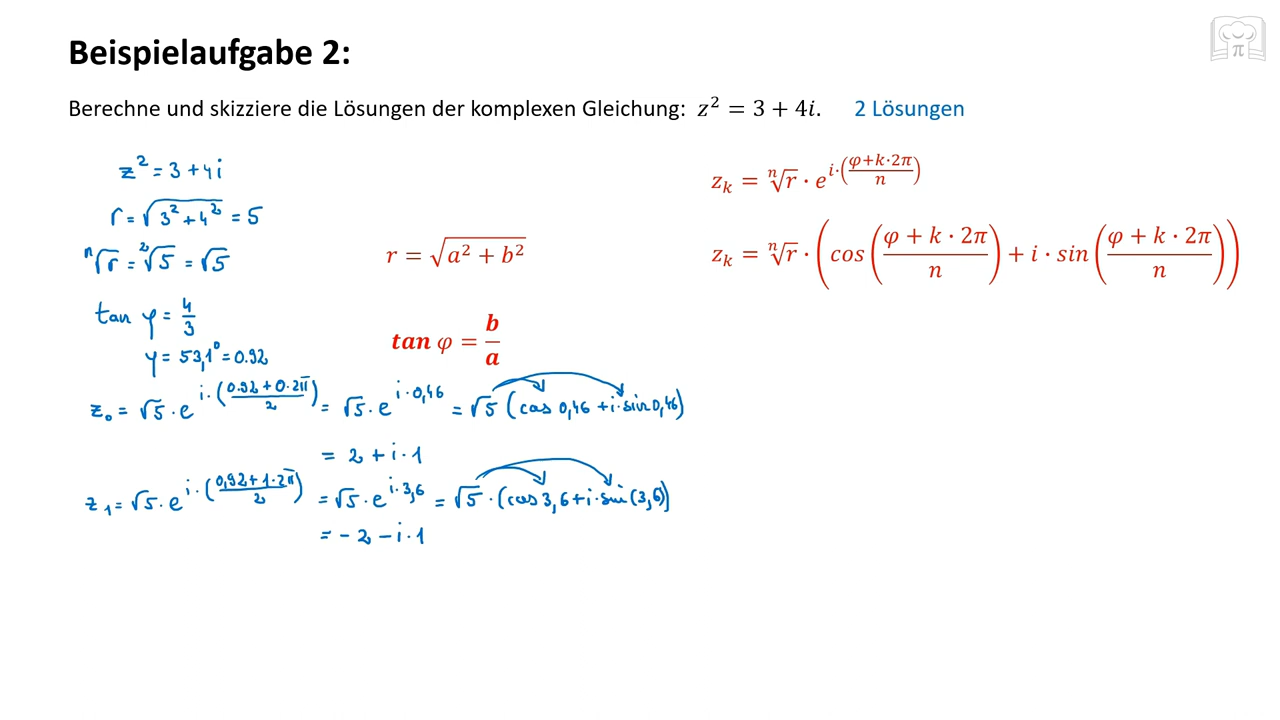 Beispielaufgabe 2:
Berechne und skizziere die Lösungen der komplexen Gleichung: z² = 3 + 4i. 2 Lösungen
z² = 3 + 4i
r = √(3² + 4²) = 5
ⁿ√r = ²√5 = √5
tan φ = 4/3
φ = 53,1° = 0.92
z₀ = √5 · e^(i · ((0.92 + 0 · 2π)/2)) = √5 · e^(i · 0,46) = √5 (cos 0,46 + i · sin 0,46)
= 2 + i · 1
z₁ = √5 · e^(i · ((0,92 + 1 · 2π)/2)) = √5 · e^(i · 3,6) = √5 · (cos 3,6 + i · sin(3,6))
= − 2 − i · 1
r = √(a² + b²)
tan φ = b/a
z_k = ⁿ√r · e^(i · ((φ + k · 2π)/n))
z_k = ⁿ√r · (cos((φ + k · 2π)/n) + i · sin((φ + k · 2π)/n))
π